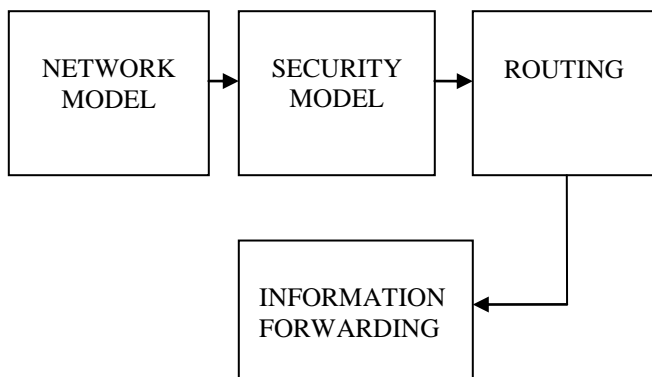 NETWORK
MODEL
SECURITY
MODEL
ROUTING
INFORMATION
FORWARDING